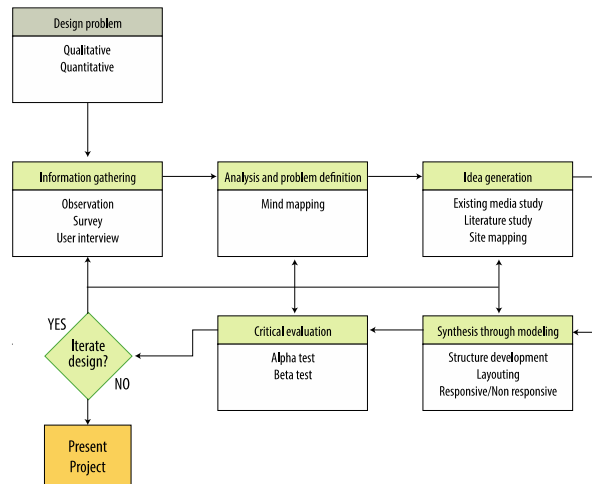 Design problem
Qualitative
Quantitative
Information gathering
Observation
Survey
User interview
Analysis and problem definition
Mind mapping
Idea generation
Existing media study
Literature study
Site mapping
YES
Iterate
design?
NO
Critical evaluation
Alpha test
Beta test
Synthesis through modeling
Structure development
Layouting
Responsive/Non responsive
Present
Project